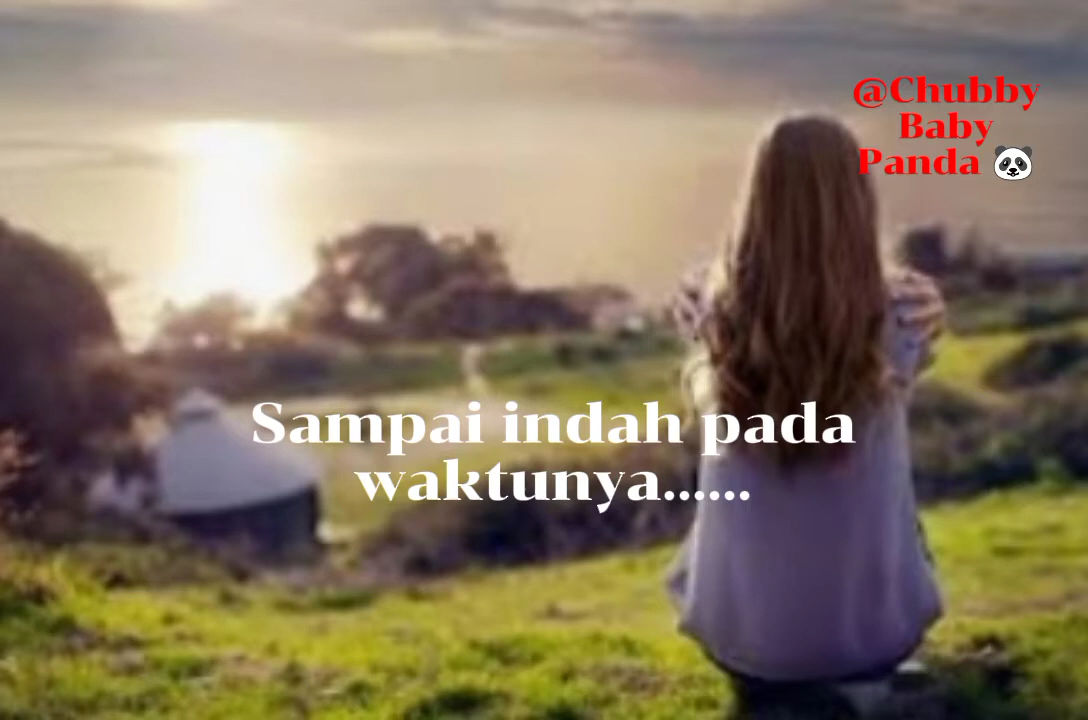 @Chubby
Baby
Panda 🐼
Sampai indah pada
waktunya......